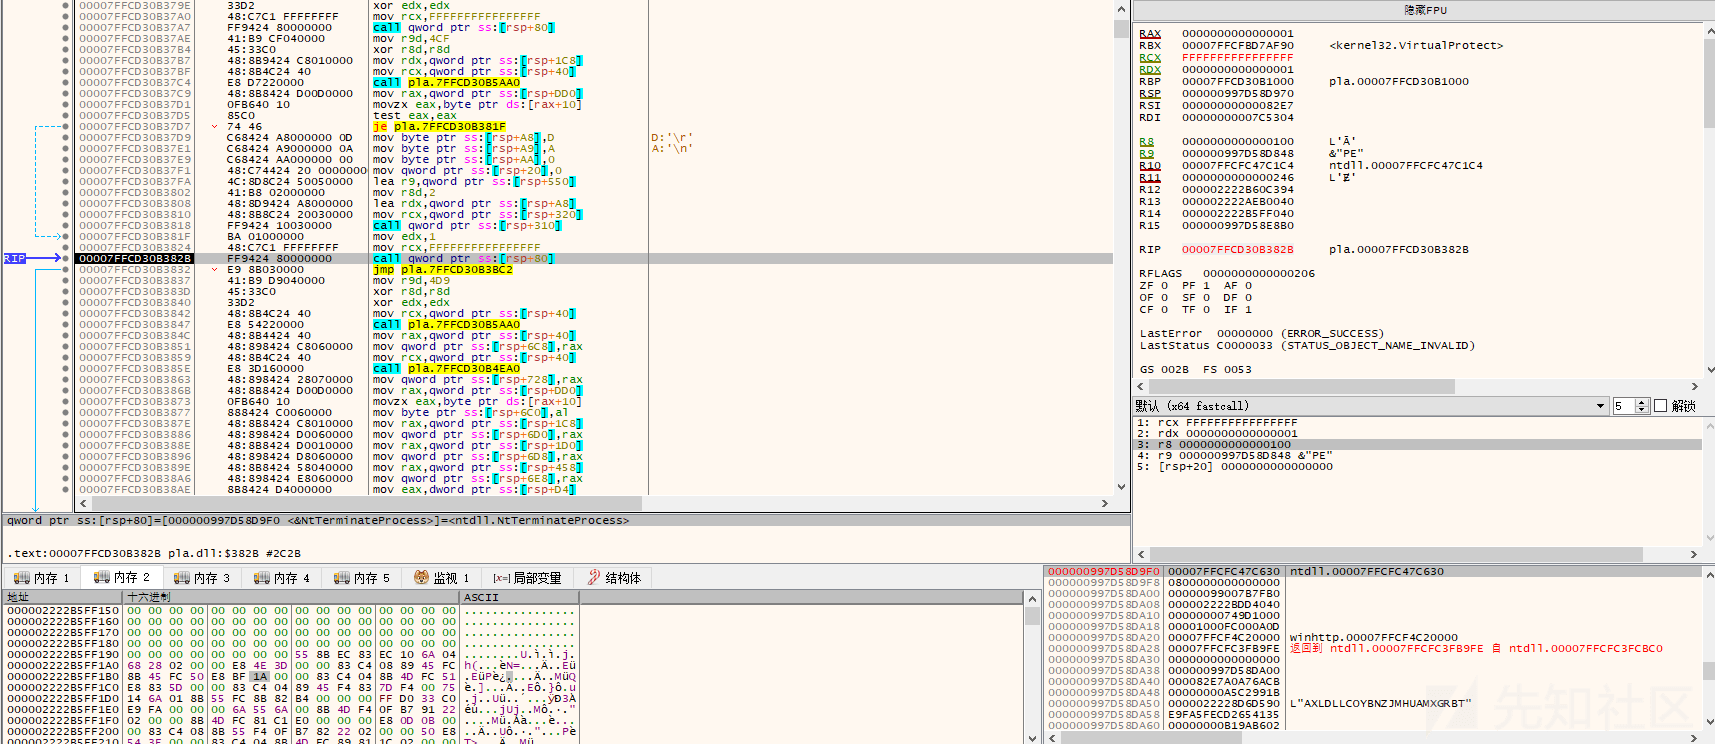 00007FFCD30B379E 33D2 xor edx,edx
00007FFCD30B37A0 48:C7C1 FFFFFFFF mov rcx,FFFFFFFFFFFFFFFF
00007FFCD30B37A7 FF9424 80000000 call qword ptr ss:[rsp+80]
00007FFCD30B37AE 41:B9 CF040000 mov r9d,4CF
00007FFCD30B37B4 45:33C0 xor r8d,r8d
00007FFCD30B37B7 48:8B9424 C8010000 mov rdx,qword ptr ss:[rsp+1C8]
00007FFCD30B37BF 48:8B4C24 40 mov rcx,qword ptr ss:[rsp+40]
00007FFCD30B37C4 E8 D7220000 call pla.7FFCD30B5AA0
00007FFCD30B37C9 48:8B8424 D00D0000 mov rax,qword ptr ss:[rsp+DD0]
00007FFCD30B37D1 0FB640 10 movzx eax,byte ptr ds:[rax+10]
00007FFCD30B37D5 85C0 test eax,eax
00007FFCD30B37D7 74 46 je pla.7FFCD30B381F
00007FFCD30B37D9 C68424 A8000000 0D mov byte ptr ss:[rsp+A8],D D:'\r'
00007FFCD30B37E1 C68424 A9000000 0A mov byte ptr ss:[rsp+A9],A A:'\n'
00007FFCD30B37E9 C68424 AA000000 00 mov byte ptr ss:[rsp+AA],0
00007FFCD30B37F1 48:C74424 20 00000000 mov qword ptr ss:[rsp+20],0
00007FFCD30B37FA 4C:8D8C24 50050000 lea r9,qword ptr ss:[rsp+550]
00007FFCD30B3802 41:B8 02000000 mov r8d,2
00007FFCD30B3808 48:8D9424 A8000000 lea rdx,qword ptr ss:[rsp+A8]
00007FFCD30B3810 48:8B8C24 20030000 mov rcx,qword ptr ss:[rsp+320]
00007FFCD30B3818 FF9424 10030000 call qword ptr ss:[rsp+310]
00007FFCD30B381F BA 01000000 mov edx,1
00007FFCD30B3824 48:C7C1 FFFFFFFF mov rcx,FFFFFFFFFFFFFFFF
RIP 00007FFCD30B382B FF9424 80000000 call qword ptr ss:[rsp+80]
00007FFCD30B3832 E9 8B030000 jmp pla.7FFCD30B3BC2
00007FFCD30B3837 41:B9 D9040000 mov r9d,4D9
00007FFCD30B383D 45:33C0 xor r8d,r8d
00007FFCD30B3840 33D2 xor edx,edx
00007FFCD30B3842 48:8B4C24 40 mov rcx,qword ptr ss:[rsp+40]
00007FFCD30B3847 E8 54220000 call pla.7FFCD30B5AA0
00007FFCD30B384C 48:8B4424 40 mov rax,qword ptr ss:[rsp+40]
00007FFCD30B3851 48:898424 C8060000 mov qword ptr ss:[rsp+6C8],rax
00007FFCD30B3859 48:8B4C24 40 mov rcx,qword ptr ss:[rsp+40]
00007FFCD30B385E E8 3D160000 call pla.7FFCD30B4EA0
00007FFCD30B3863 48:898424 28070000 mov qword ptr ss:[rsp+728],rax
00007FFCD30B386B 48:8B8424 D00D0000 mov rax,qword ptr ss:[rsp+DD0]
00007FFCD30B3873 0FB640 10 movzx eax,byte ptr ds:[rax+10]
00007FFCD30B3877 888424 C0060000 mov byte ptr ss:[rsp+6C0],al
00007FFCD30B387E 48:8B8424 C8010000 mov rax,qword ptr ss:[rsp+1C8]
00007FFCD30B3886 48:898424 D0060000 mov qword ptr ss:[rsp+6D0],rax
00007FFCD30B388E 48:8B8424 D0010000 mov rax,qword ptr ss:[rsp+1D0]
00007FFCD30B3896 48:898424 D8060000 mov qword ptr ss:[rsp+6D8],rax
00007FFCD30B389E 48:8B8424 58040000 mov rax,qword ptr ss:[rsp+458]
00007FFCD30B38A6 48:898424 E8060000 mov qword ptr ss:[rsp+6E8],rax
00007FFCD30B38AE 8B8424 D4000000 mov eax,dword ptr ss:[rsp+D4]
qword ptr ss:[rsp+80]=[000000997D58D9F0 <&NtTerminateProcess>]=<ntdll.NtTerminateProcess>
.text:00007FFCD30B382B pla.dll:$382B #2C2B
隐藏FPU
RAX 0000000000000001
RBX 00007FFCFBD7AF90 <kernel32.VirtualProtect>
RCX FFFFFFFFFFFFFFFF
RDX 0000000000000001
RBP 00007FFCD30B1000 pla.00007FFCD30B1000
RSP 000000997D58D970
RSI 00000000000082E7
RDI 00000000007C5304
R8 0000000000000100 L'Ā'
R9 000000997D58D848 &"PE"
R10 00007FFCFC47C1C4 ntdll.00007FFCFC47C1C4
R11 0000000000000246
R12 000002222B60C394
R13 000002222AEB0040
R14 000002222B5FF040
R15 000000997D58E8B0
RIP 00007FFCD30B382B pla.00007FFCD30B382B
RFLAGS 0000000000000206
ZF 0 PF 1 AF 0
OF 0 SF 0 DF 0
CF 0 TF 0 IF 1
LastError 00000000 (ERROR_SUCCESS)
LastStatus C0000033 (STATUS_OBJECT_NAME_INVALID)
GS 002B FS 0053
默认 (x64 fastcall) 5 解锁
1: rcx FFFFFFFFFFFFFFFF
2: rdx 0000000000000001
3: r8 0000000000000100
4: r9 000000997D58D848 &"PE"
5: [rsp+20] 0000000000000000
内存 1 内存 2 内存 3 内存 4 内存 5 监视 1 [x=] 局部变量 结构体
地址 十六进制 ASCII
000002222B5FF150 00 00 00 00 00 00 00 00 00 00 00 00 00 00 00 00 ................
000002222B5FF160 00 00 00 00 00 00 00 00 00 00 00 00 00 00 00 00 ................
000002222B5FF170 00 00 00 00 00 00 00 00 00 00 00 00 00 00 00 00 ................
000002222B5FF180 00 00 00 00 00 00 00 00 00 00 00 00 00 00 00 00 ................
000002222B5FF190 00 00 00 00 00 00 00 00 55 8B EC 83 EC 10 6A 04 ........U.ì.ì.j.
000002222B5FF1A0 68 28 02 00 00 E8 4E 3D 00 00 83 C4 08 89 45 FC h(...èN=...Ä..Eü
000002222B5FF1B0 8B 45 FC 50 E8 BF 1A 00 00 83 C4 04 8B 4D FC 51 .EüPè¿....Ä..MüQ
000002222B5FF1C0 E8 83 5D 00 00 83 C4 04 89 45 F4 83 7D F4 00 75 è.]...Ä..Eô.}ô.u
000002222B5FF1D0 14 6A 01 8B 55 FC 8B 82 B4 00 00 00 FF D0 33 C0 .j..Uü..´...ÿÐ3À
000002222B5FF1E0 E9 FA 00 00 00 6A 55 6A 00 8B 4D F4 0F B7 91 22 éú...jUj..Mô.·."
000002222B5FF1F0 02 00 00 8B 4D FC 81 C1 E0 00 00 00 E8 0D 0B 00 ....Mü.Áà...è...
000002222B5FF200 00 83 C4 08 8B 55 F4 0F B7 82 22 02 00 00 50 E8 ..Ä..Uô.·."...Pè
000997D58D9F0 00007FFCFC47C630 ntdll.00007FFCFC47C630
000000997D58D9F8 0800000000000000
000000997D58DA00 00000099007B7FB0
000000997D58DA08 000002222BDD4040
000000997D58DA10 00000000749D1000
000000997D58DA18 00001000FC000A0D
000000997D58DA20 00007FFCF4C20000 winhttp.00007FFCF4C20000
000000997D58DA28 00007FFCFC3FB9FE 返回到 ntdll.00007FFCFC3FB9FE 自 ntdll.00007FFCFC3FCBC0
000000997D58DA30 0000000000000000
000000997D58DA38 000000997D58DA00
000000997D58DA40 000082E7A0A76ACB
000000997D58DA48 00000000A5C2991B
000000997D58DA50 000002222B8D6D590 L"AXLDLLCOYBNZJMHUAMXGRBT"
000000997D58DA58 E9FA5FECD2654135
000000997D58DA60 00000000B19AB602
先知社区